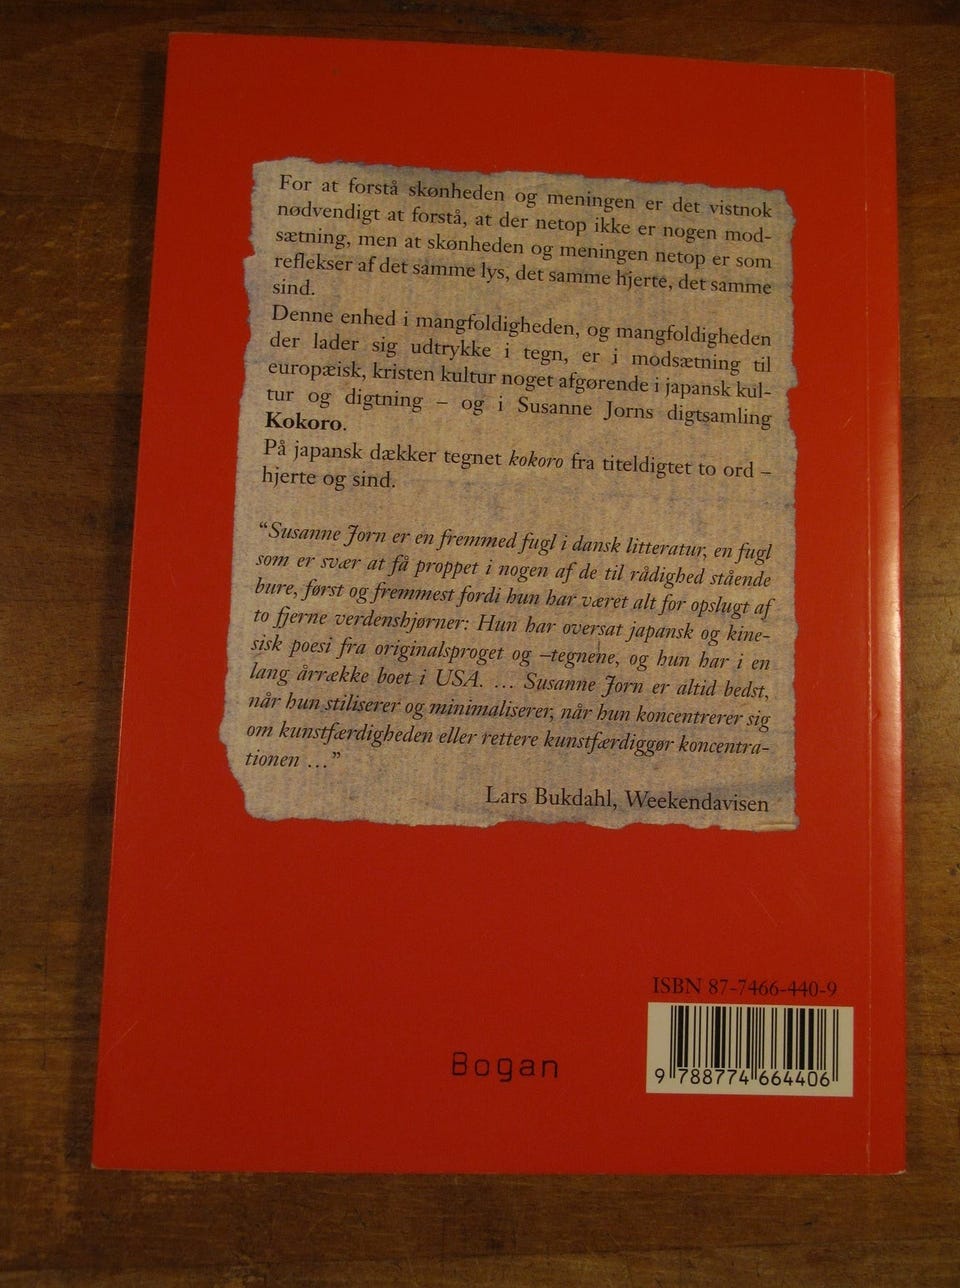 For at forstå skønheden og meningen er det vistnok
nødvendigt at forstå, at der netop ikke er nogen mod-
sætning, men at skønheden og meningen netop er som
reflekser af det samme lys, det samme hjerte, det samme
sind.
Denne enhed i mangfoldigheden, og mangfoldigheden
der lader sig udtrykke i tegn, er i modsætning til
europæisk, kristen kultur noget afgørende i japansk kul-
tur og digtning – og i Susanne Jorns digtsamling
Kokoro.
På japansk dækker tegnet kokoro fra titeldigtet to ord –
hjerte og sind.
“Susanne Jorn er en fremmed fugl i dansk litteratur, en fugl
som er svær at få proppet i nogen af de til rådighed stående
bure, først og fremmest fordi hun har været alt for opslugt af
to fjerne verdenshjørner: Hun har oversat japansk og kine-
sisk poesi fra originalsproget og –tegnene, og hun har i en
lang årrække boet i USA. … Susanne Jorn er altid bedst,
når hun stiliserer og minimaliserer, når hun koncentrerer sig
om kunstfærdigheden eller rettere kunstfærdiggør koncentra-
tionen …”
Lars Bukdahl, Weekendavisen
ISBN 87-7466-440-9
Bogan
9 788774 664406